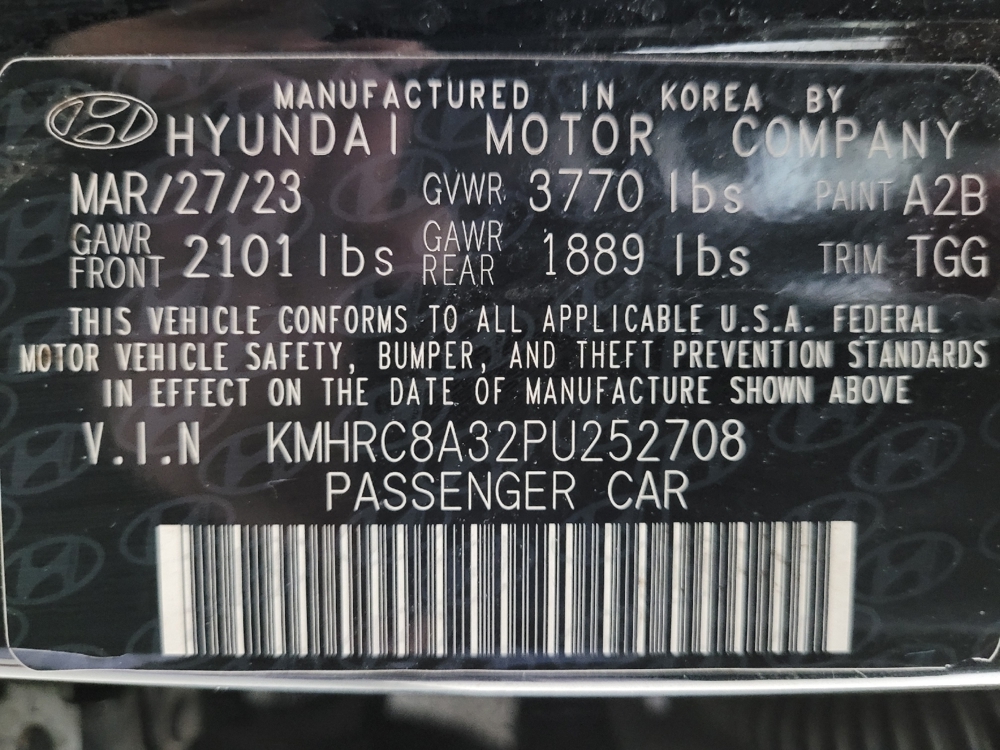 MANUFACTURED IN KOREA BY
HYUNDAI MOTOR COMPANY
MAR/27/23 GVWR 3770 lbs PAINT A2B
GAWR FRONT 2101 lbs GAWR REAR 1889 lbs TRIM TGG
THIS VEHICLE CONFORMS TO ALL APPLICABLE U.S.A. FEDERAL
MOTOR VEHICLE SAFETY, BUMPER, AND THEFT PREVENTION STANDARDS
IN EFFECT ON THE DATE OF MANUFACTURE SHOWN ABOVE
V.I.N KMHRC8A32PU252708
PASSENGER CAR